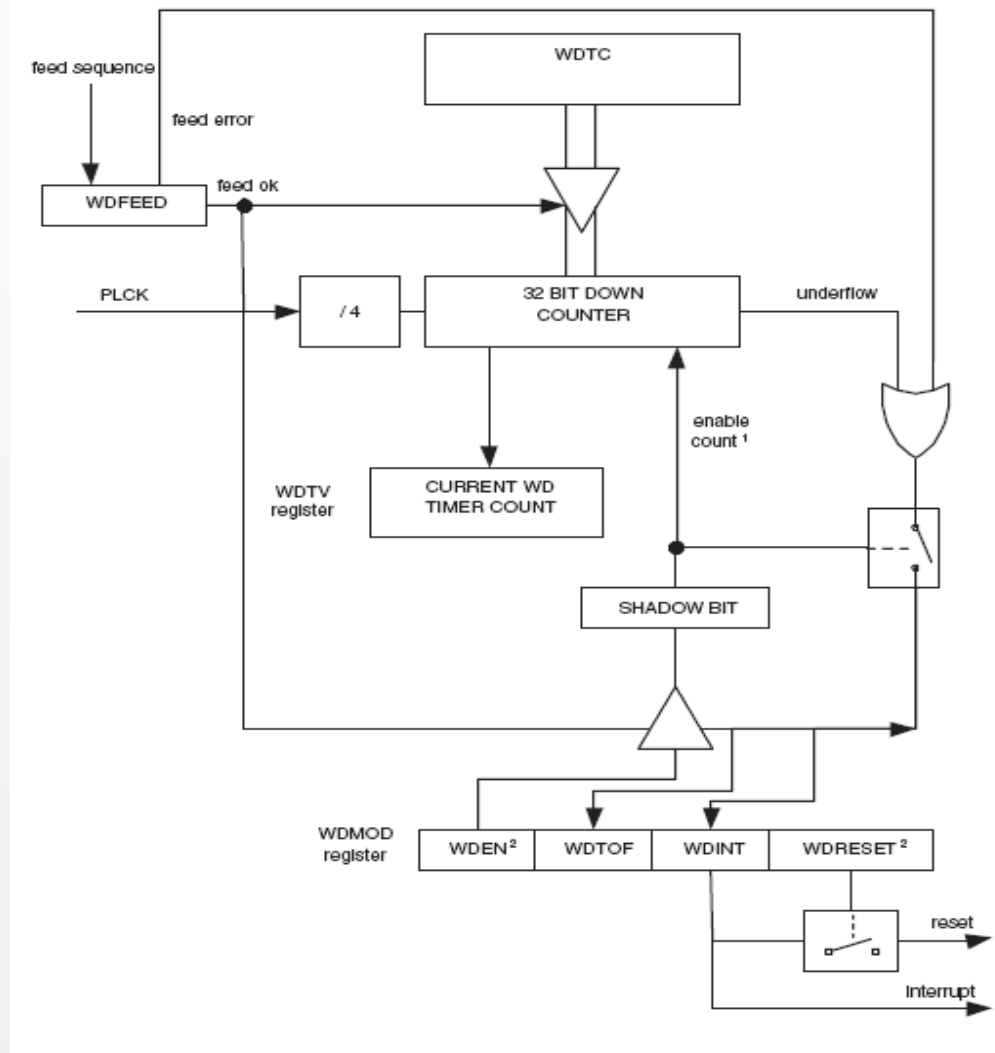 WDTC
feed sequence
feed error
feed ok
WDFEED
PLCK
/ 4
32 BIT DOWN
COUNTER
underflow
enable
count 1
WDTV
register
CURRENT WD
TIMER COUNT
SHADOW BIT
WDMOD
register
WDEN 2
WDTOF
WDINT
WDRESET 2
reset
interrupt